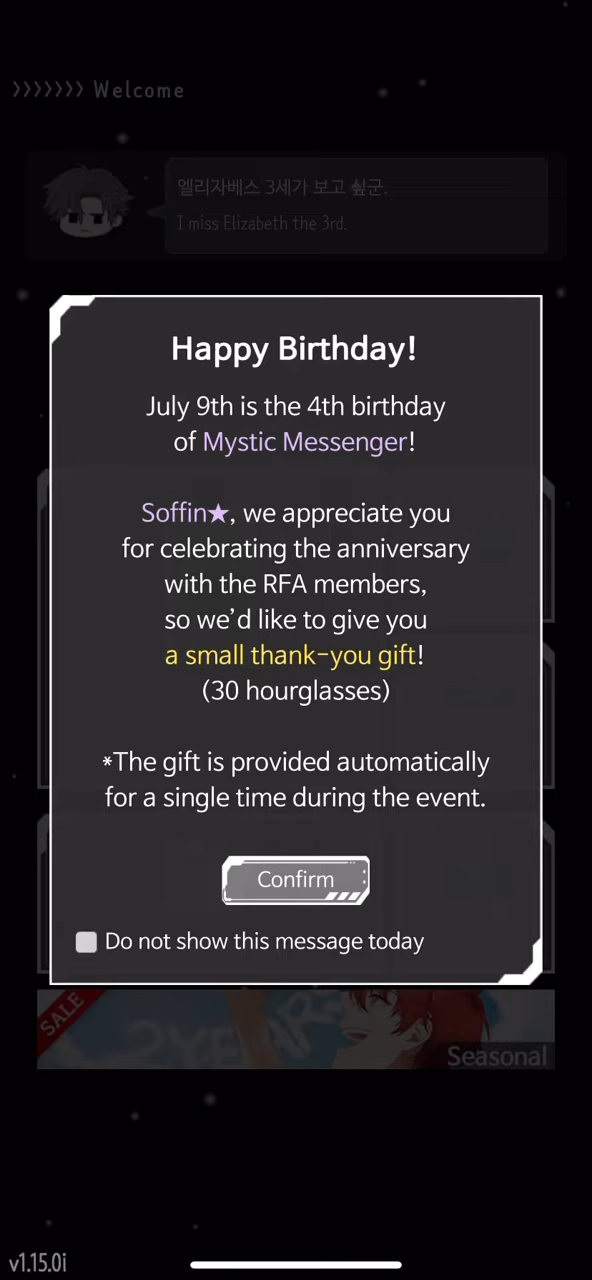 >>>>>>> Welcome
엘리자베스 3세가 보고 싶군.
I miss Elizabeth the 3rd.
Happy Birthday!
July 9th is the 4th birthday
of Mystic Messenger!
Soffin★, we appreciate you
for celebrating the anniversary
with the RFA members,
so we’d like to give you
a small thank-you gift!
(30 hourglasses)
*The gift is provided automatically
for a single time during the event.
Confirm
Do not show this message today
SALE
2YEARS
Seasonal
v1.15.0i